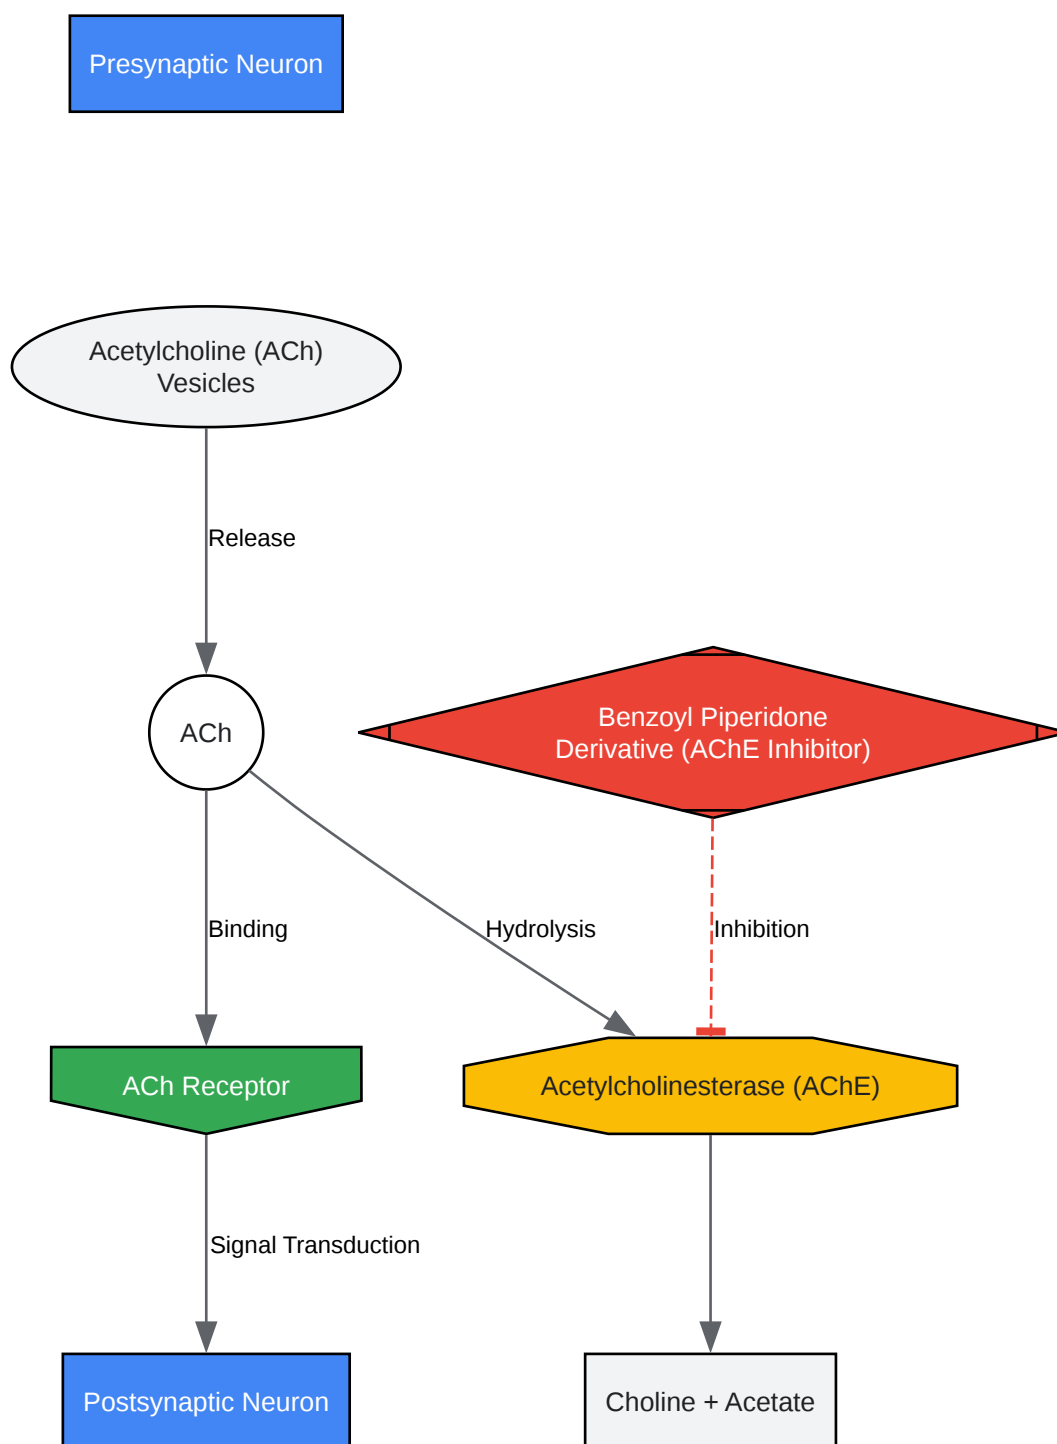 Presynaptic Neuron
Acetylcholine (ACh)
Vesicles
Release
ACh
Benzoyl Piperidone
Derivative (AChE Inhibitor)
Binding
Hydrolysis
Inhibition
ACh Receptor
Acetylcholinesterase (AChE)
Signal Transduction
Postsynaptic Neuron
Choline + Acetate